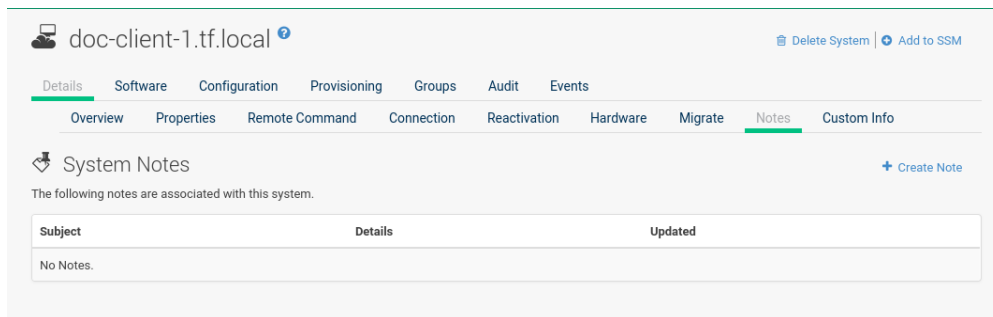 doc-client-1.tf.local ?
Delete System | Add to SSM
Details Software Configuration Provisioning Groups Audit Events
Overview Properties Remote Command Connection Reactivation Hardware Migrate Notes Custom Info
System Notes
+ Create Note
The following notes are associated with this system.
Subject Details Updated
No Notes.